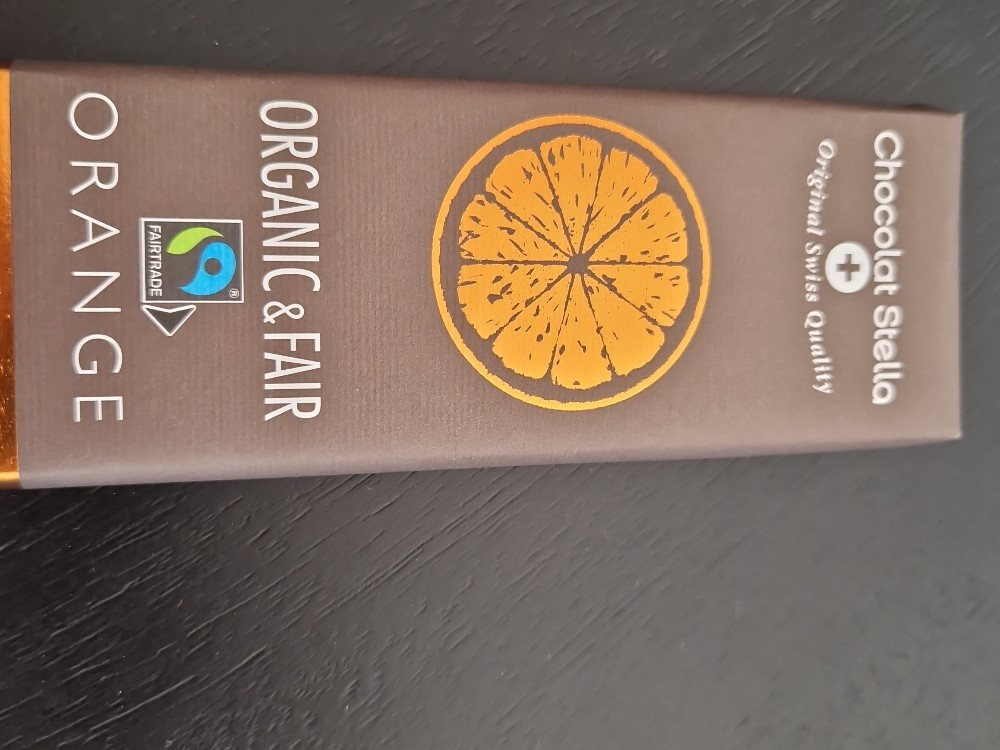 Chocolat Stella
Original Swiss Quality
ORGANIC & FAIR
®
FAIRTRADE
ORANGE